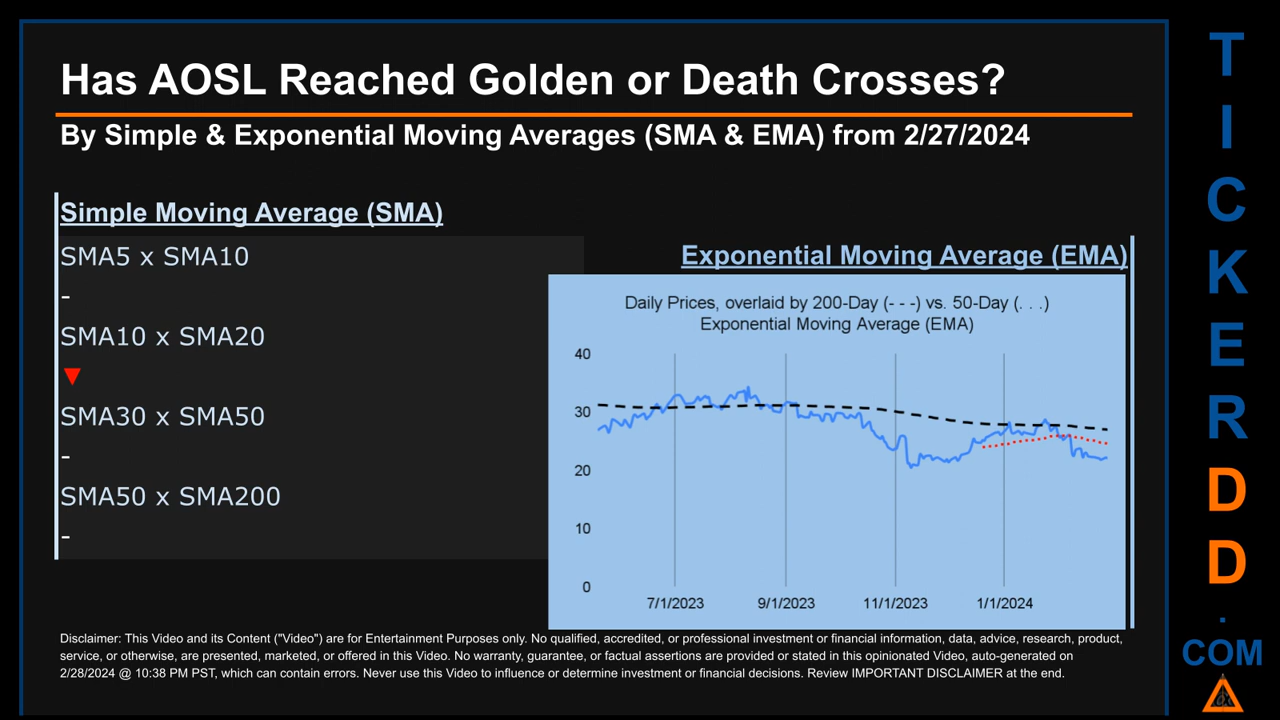 Has AOSL Reached Golden or Death Crosses?
By Simple & Exponential Moving Averages (SMA & EMA) from 2/27/2024
Simple Moving Average (SMA)
SMA5 x SMA10
-
SMA10 x SMA20
▼
SMA30 x SMA50
-
SMA50 x SMA200
-
Exponential Moving Average (EMA)
Daily Prices, overlaid by 200-Day (- - -) vs. 50-Day (. . .)
Exponential Moving Average (EMA)
40
30
20
10
0
7/1/2023 9/1/2023 11/1/2023 1/1/2024
Disclaimer: This Video and its Content ("Video") are for Entertainment Purposes only. No qualified, accredited, or professional investment or financial information, data, advice, research, product,
service, or otherwise, are presented, marketed, or offered in this Video. No warranty, guarantee, or factual assertions are provided or stated in this opinionated Video, auto-generated on
2/28/2024 @ 10:38 PM PST, which can contain errors. Never use this Video to influence or determine investment or financial decisions. Review IMPORTANT DISCLAIMER at the end.
T
I
C
K
E
R
D
D
.
COM